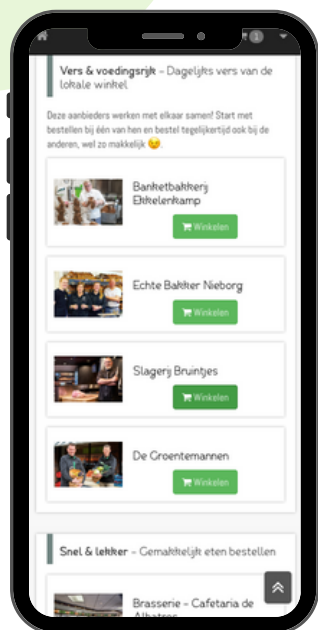 1
Vers & voedingsrijk - Dagelijks vers van de
lokale winkel
Deze aanbieders werken met elkaar samen! Start met
bestellen bij één van hen en bestel tegelijkertijd ook bij de
anderen, wel zo makkelijk 😉.
Banketbakkerij
Ekkelenkamp
Winkelen
Echte Bakker Nieborg
Winkelen
Slagerij Bruintjes
Winkelen
De Groentemannen
Winkelen
Snel & lekker - Gemakkelijk eten bestellen
Brasserie - Cafetaria de
Albatros